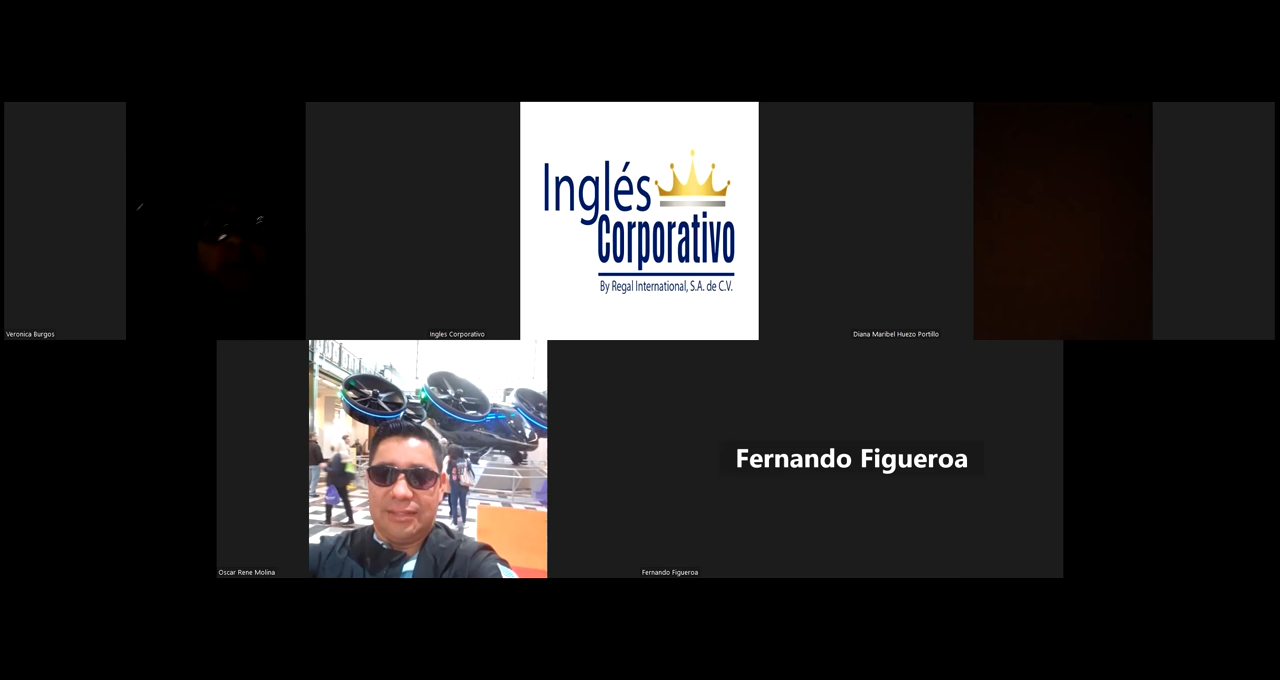 Inglés
Corporativo
By Regal International, S.A. de C.V.
Veronica Burgos
Ingles Corporativo
Diana Maribel Huezo Portillo
Fernando Figueroa
Oscar Rene Molina
Fernando Figueroa